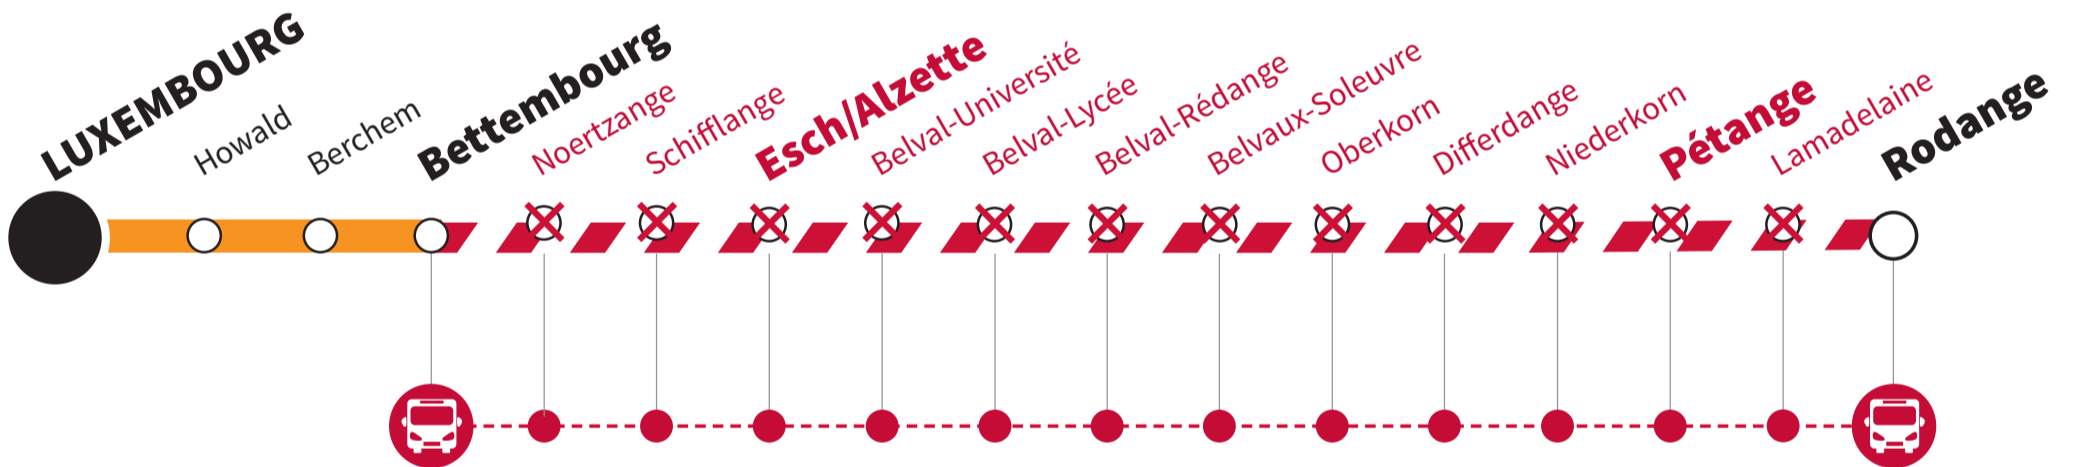 LUXEMBOURG
Howald
Berchem
Bettembourg
Noertzange
Schifflange
Esch/Alzette
Belval-Université
Belval-Lycée
Belval-Rédange
Belvaux-Soleuvre
Oberkorn
Differdange
Niederkorn
Pétange
Lamadelaine
Rodange